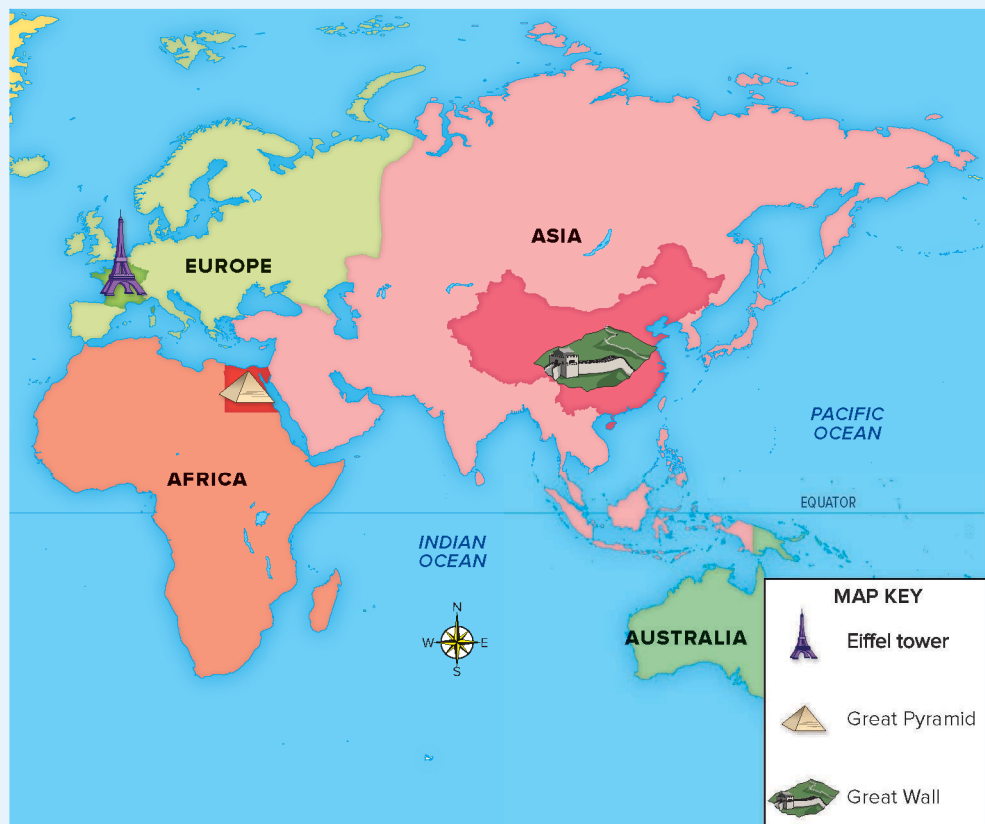 ASIA
EUROPE
PACIFIC
OCEAN
AFRICA
EQUATOR
INDIAN
OCEAN
N
W
E
S
AUSTRALIA
MAP KEY
Eiffel tower
Great Pyramid
Great Wall